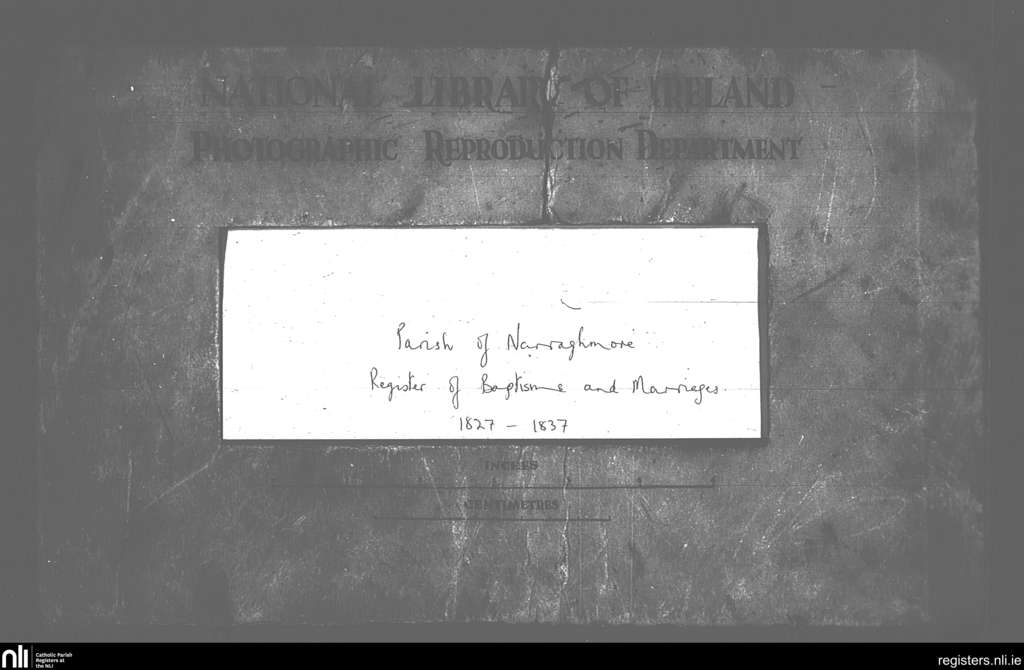 NATIONAL LIBRARY OF IRELAND
PHOTOGRAPHIC REPRODUCTION DEPARTMENT
Parish of Narraghmore
Register of Baptisms and Marriages.
1827 - 1837
INCHES
CENTIMETRES
nli
Catholic Parish
Registers at
the NLI
registers.nli.ie